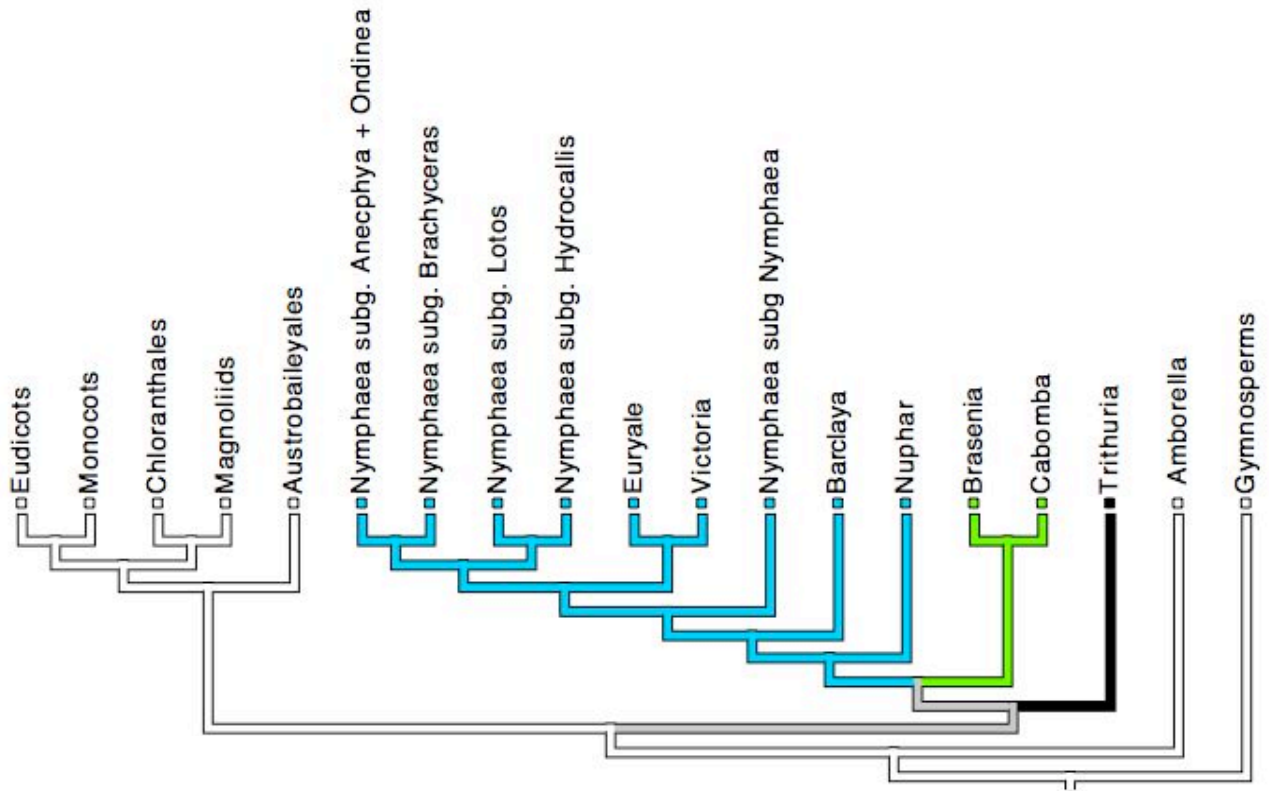 Eudicots
Monocots
Chloranthales
Magnoliids
Austrobaileyales
Nymphaea subg. Anecphya + Ondinea
Nymphaea subg. Brachyceras
Nymphaea subg. Lotos
Nymphaea subg. Hydrocallis
Euryale
Victoria
Nymphaea subg Nymphaea
Barclaya
Nuphar
Brasenia
Cabomba
Trithuria
Amborella
Gymnosperms